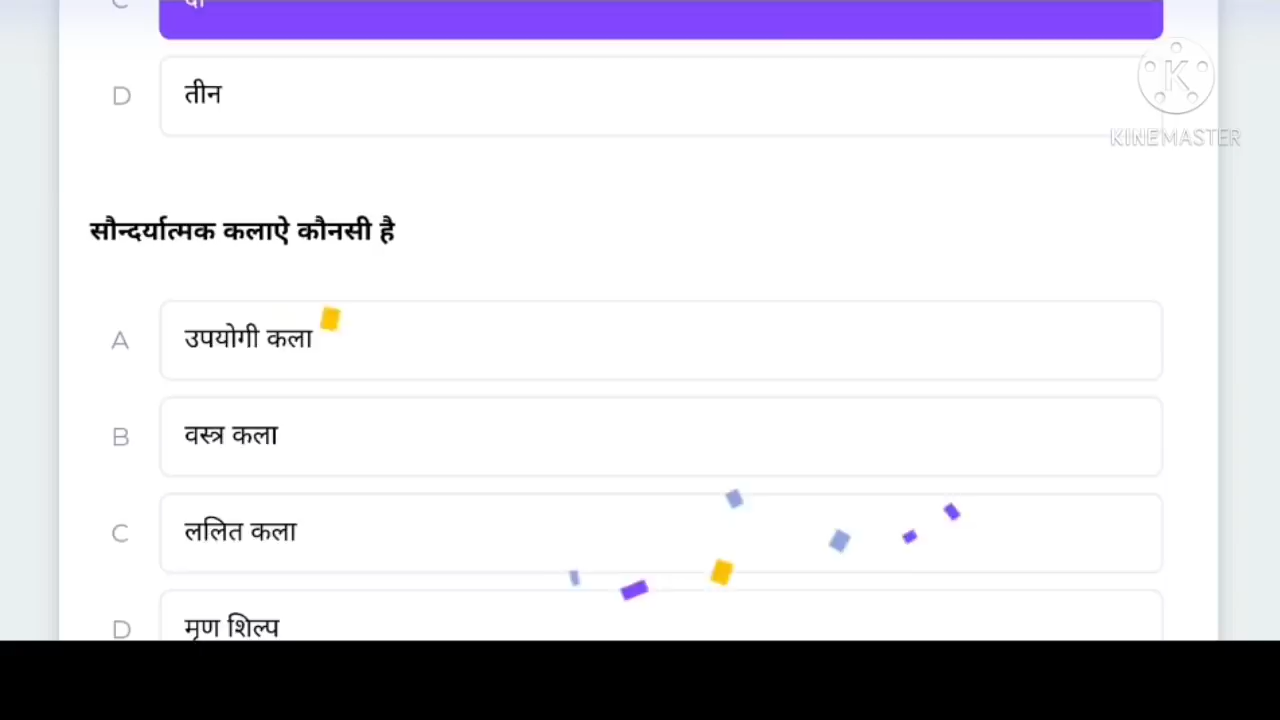 C
D तीन
K
KINEMASTER
सौन्दर्यात्मक कलाऐ कौनसी है
A उपयोगी कला
B वस्त्र कला
C ललित कला
D मृण शिल्प